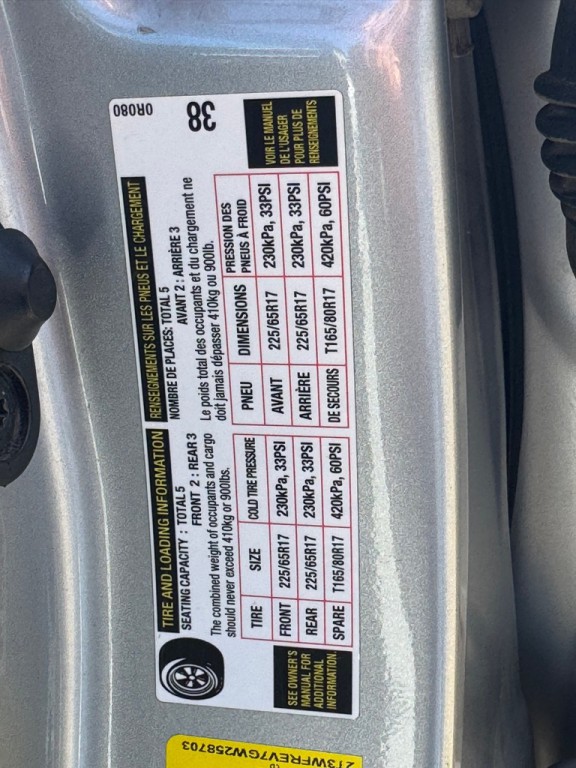 TIRE AND LOADING INFORMATION
SEATING CAPACITY : TOTAL 5
FRONT 2 : REAR 3
The combined weight of occupants and cargo
should never exceed 410kg or 900lbs.
TIRE SIZE COLD TIRE PRESSURE
FRONT 225/65R17 230kPa, 33PSI
REAR 225/65R17 230kPa, 33PSI
SPARE T165/80R17 420kPa, 60PSI
SEE OWNER'S
MANUAL FOR
ADDITIONAL
INFORMATION.
RENSEIGNEMENTS SUR LES PNEUS ET LE CHARGEMENT
NOMBRE DE PLACES: TOTAL 5
AVANT 2 : ARRIÈRE 3
Le poids total des occupants et du chargement ne
doit jamais dépasser 410kg ou 900lb.
PNEU DIMENSIONS PRESSION DES
PNEUS À FROID
AVANT 225/65R17 230kPa, 33PSI
ARRIÈRE 225/65R17 230kPa, 33PSI
DE SECOURS T165/80R17 420kPa, 60PSI
VOIR LE MANUEL
DE L'USAGER
POUR PLUS DE
RENSEIGNEMENTS
0R080
38
2T3WFREV7GW258703